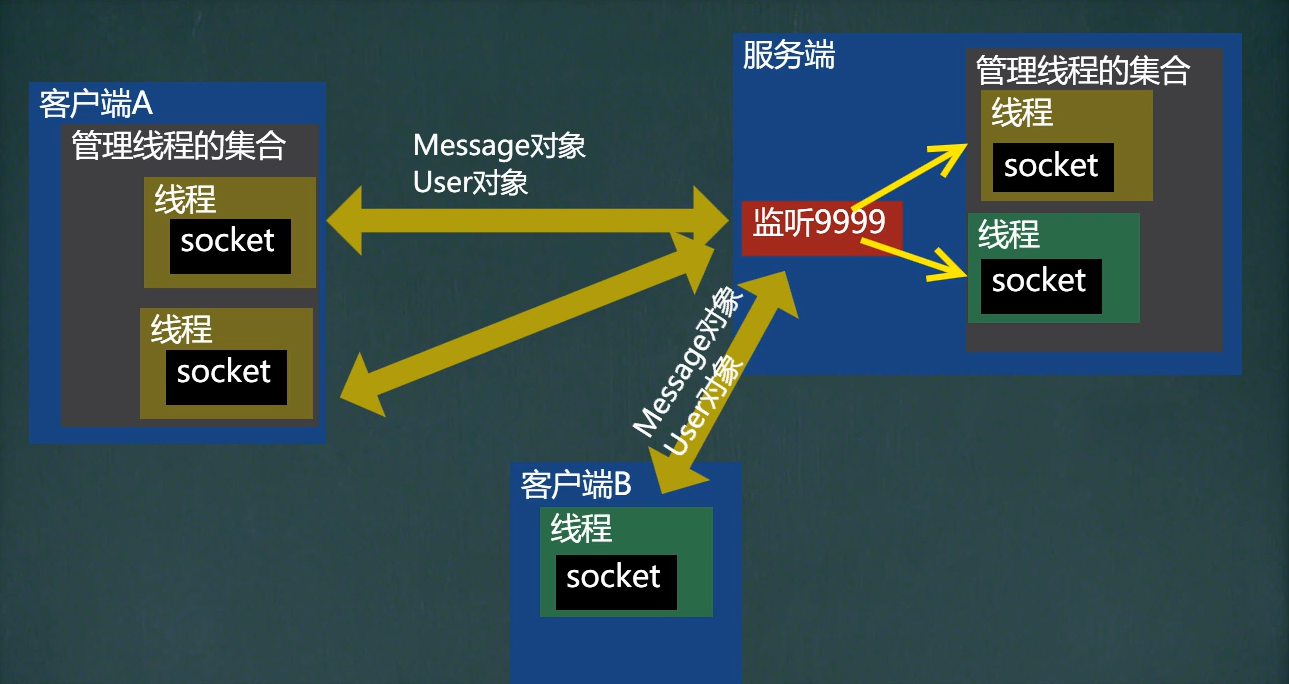 客户端A
管理线程的集合
线程
socket
线程
socket
Message对象
User对象
服务端
监听9999
管理线程的集合
线程
socket
线程
socket
Message对象
User对象
客户端B
线程
socket